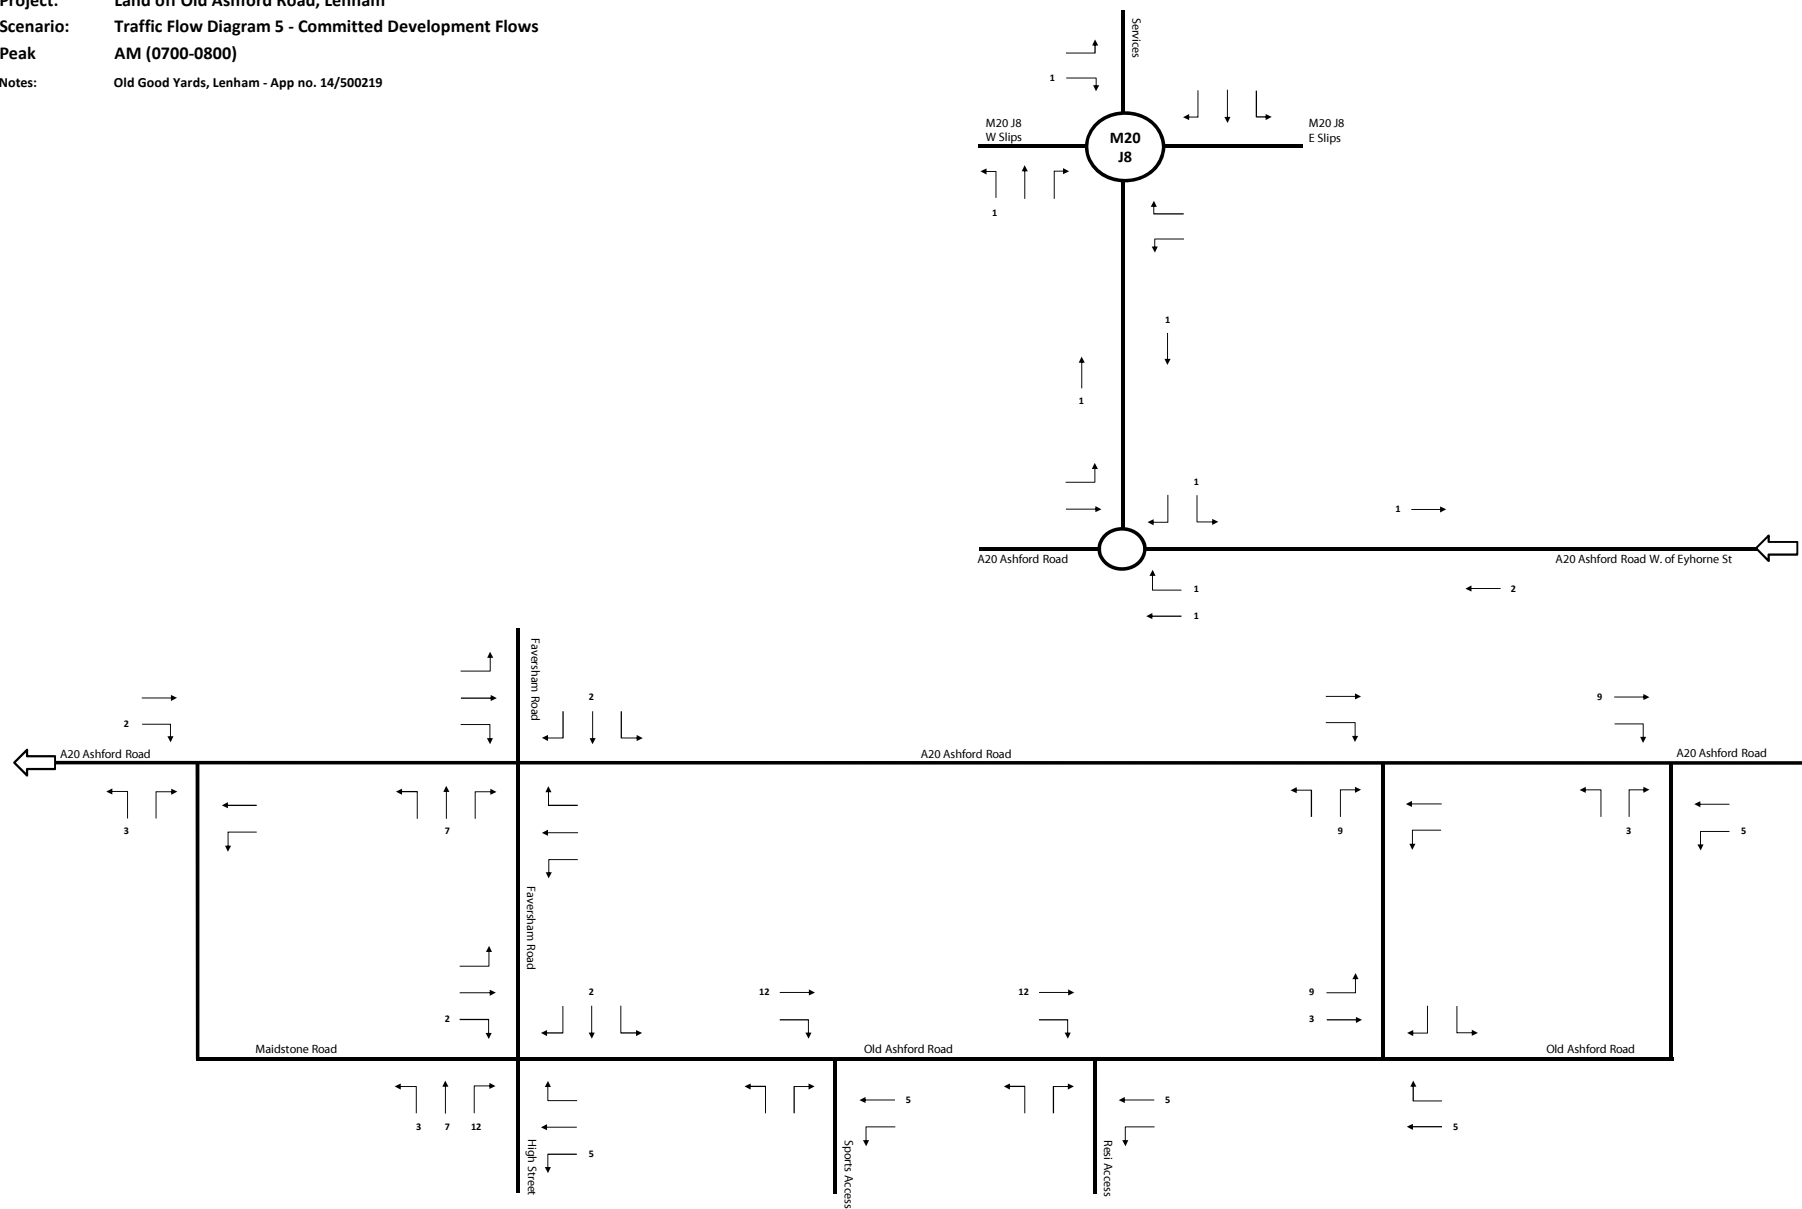 Project: Land off Old Ashford Road, Lenham
Scenario: Traffic Flow Diagram 5 - Committed Development Flows
Peak AM (0700-0800)
Notes: Old Good Yards, Lenham - App no. 14/500219
Services
1
M20 J8
W Slips
M20
J8
M20 J8
E Slips
1
1
1
1
1
A20 Ashford Road
A20 Ashford Road W. of Eyhorne St
1
2
1
Faversham Road
2
9
2
A20 Ashford Road
A20 Ashford Road
A20 Ashford Road
3
7
9
3
5
Faversham Road
2
12
12
9
2
3
Maidstone Road
Old Ashford Road
Old Ashford Road
5
5
3
7
12
5
5
High Street
Sports Access
Resi Access